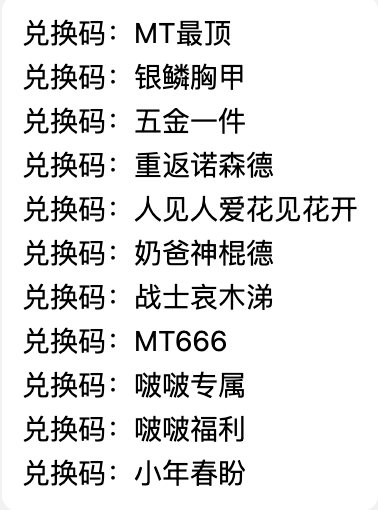 兑换码：MT最顶
兑换码：银鳞胸甲
兑换码：五金一件
兑换码：重返诺森德
兑换码：人见人爱花见花开
兑换码：奶爸神棍德
兑换码：战士哀木涕
兑换码：MT666
兑换码：啵啵专属
兑换码：啵啵福利
兑换码：小年春盼